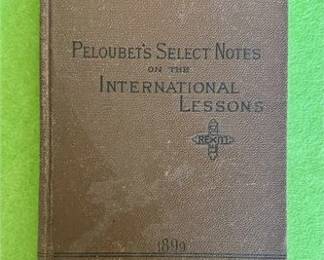 PELOUBET'S SELECT NOTES
ON THE
INTERNATIONAL
LESSONS
1899